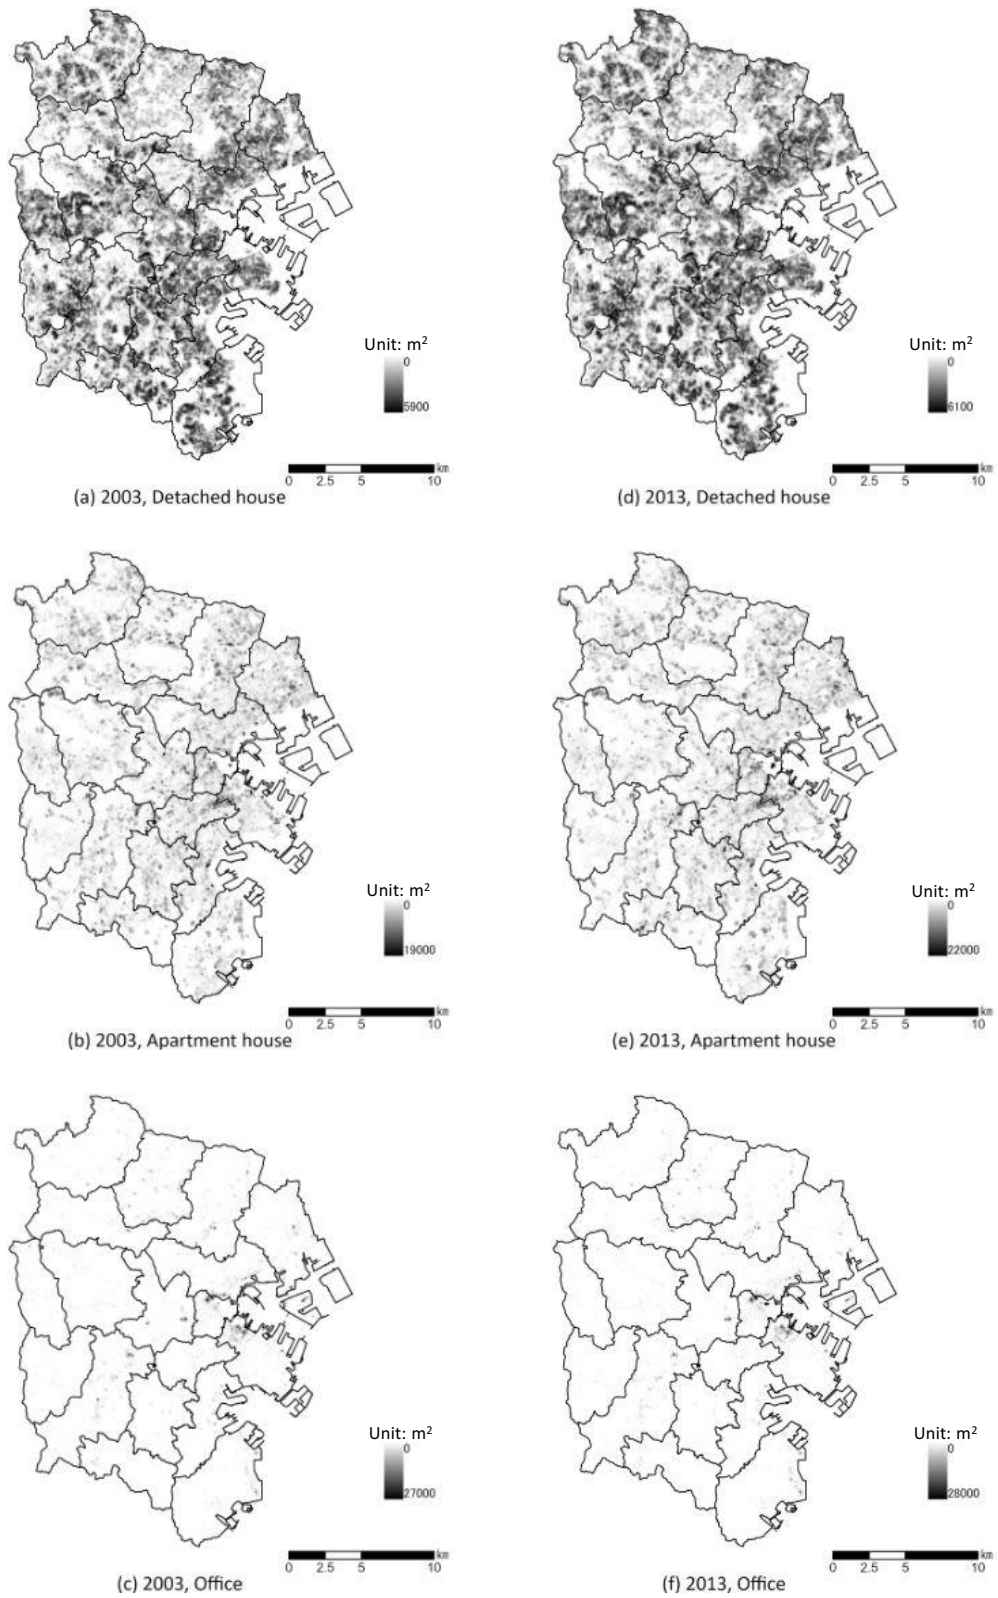 Unit: m²
0
5900
km
0 2.5 5 10
(a) 2003, Detached house
Unit: m²
0
6100
km
0 2.5 5 10
(d) 2013, Detached house
Unit: m²
0
19000
km
0 2.5 5 10
(b) 2003, Apartment house
Unit: m²
0
22000
km
0 2.5 5 10
(e) 2013, Apartment house
Unit: m²
0
27000
km
0 2.5 5 10
(c) 2003, Office
Unit: m²
0
28000
km
0 2.5 5 10
(f) 2013, Office